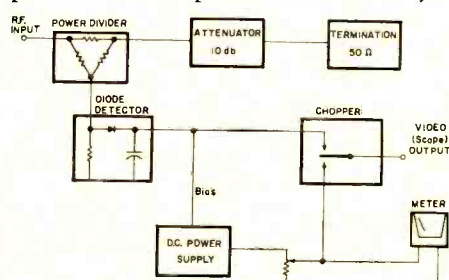 R.F. INPUT
POWER DIVIDER
ATTENUATOR
10 db
TERMINATION
50 Ω
DIODE
DETECTOR
CHOPPER
VIDEO
(Scope)
OUTPUT
Bias
METER
D.C. POWER
SUPPLY